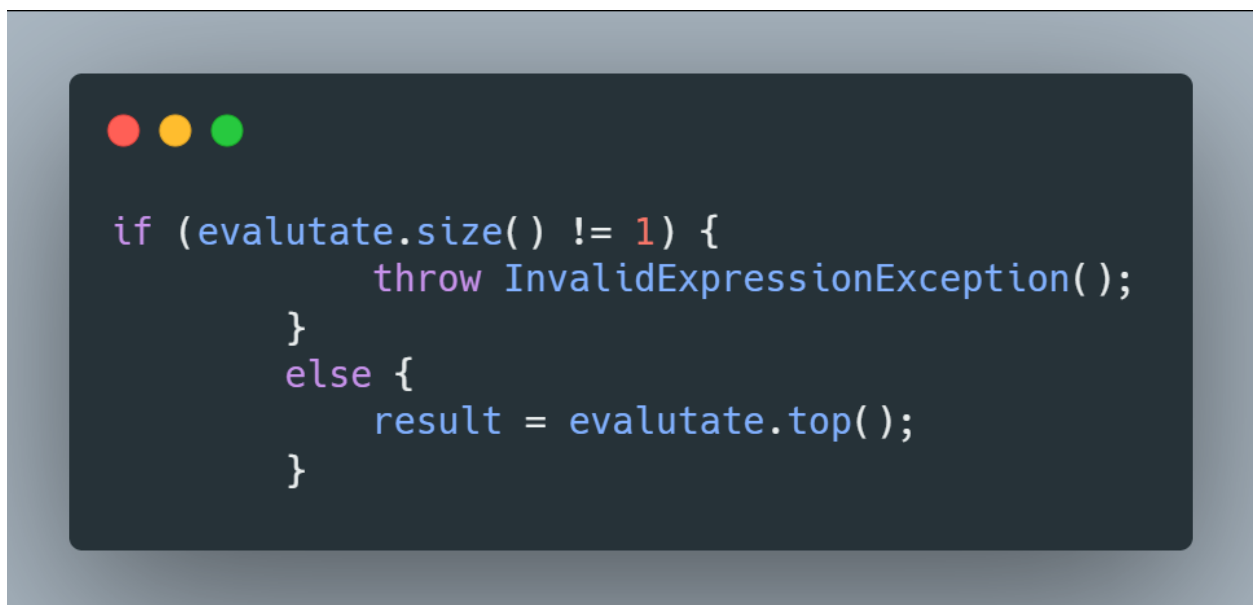 if (evalutate.size() != 1) {
throw InvalidExpressionException();
}
else {
result = evalutate.top();
}